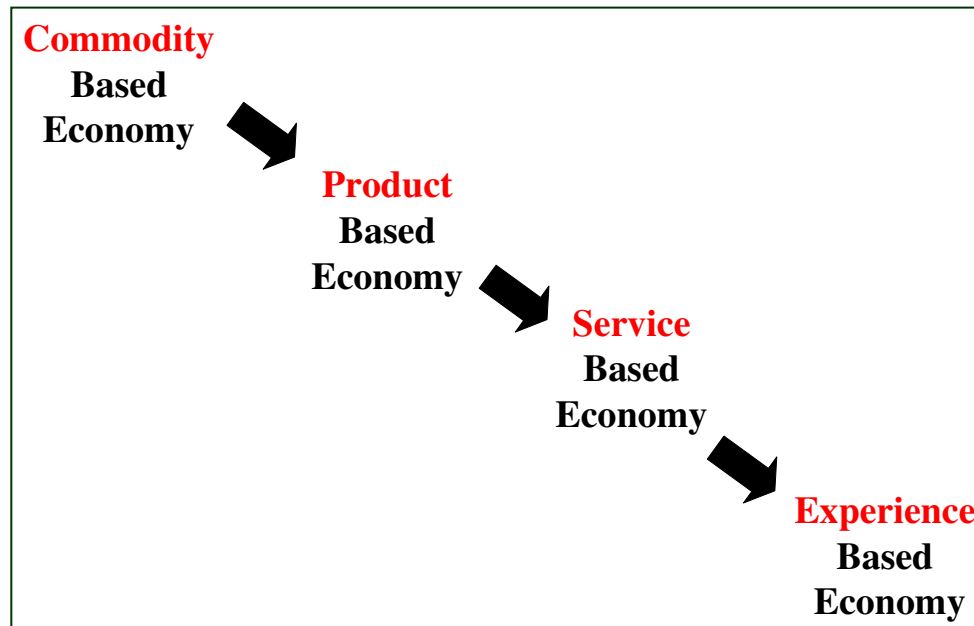 Commodity
Based
Economy
Product
Based
Economy
Service
Based
Economy
Experience
Based
Economy